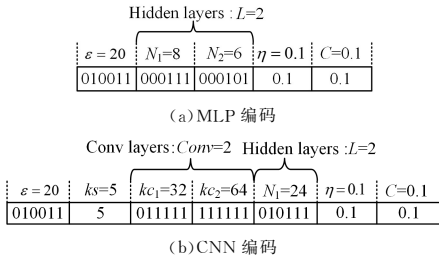 Hidden layers : L=2
ε=20 N₁=8 N₂=6 η=0.1 C=0.1
010011 000111 000101 0.1 0.1
(a)MLP 编码
Conv layers:Conv=2 Hidden layers:L=2
ε=20 ks=5 kc₁=32 kc₂=64 N₁=24 η=0.1 C=0.1
010011 5 011111 111111 010111 0.1 0.1
(b)CNN 编码